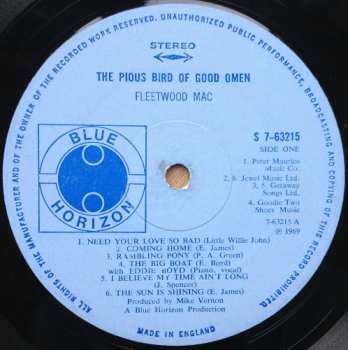 ALL RIGHTS OF THE MANUFACTURER AND OF THE OWNER OF THE RECORDED WORK RESERVED. UNAUTHORIZED PUBLIC PERFORMANCE, BROADCASTING AND COPYING OF THIS RECORD PROHIBITED.
STEREO
THE PIOUS BIRD OF GOOD OMEN
FLEETWOOD MAC
BLUE
HORIZON
S 7-63215
SIDE ONE
1. Peter Maurice
Music Co.
2, 6. Jewel Music Ltd.
3, 5. Getaway
Songs Ltd.
4. Goodie Two
Shoes Music
7-63215 A
℗ 1969
1. NEED YOUR LOVE SO BAD (Little Willie John)
2. COMING HOME (E. James)
3. RAMBLING PONY (P. A. Green)
4. THE BIG BOAT (E. Boyd)
with EDDIE BOYD (Piano, vocal)
5. I BELIEVE MY TIME AIN'T LONG
(J. Spencer)
6. THE SUN IS SHINING (E. James)
Produced by Mike Vernon
A Blue Horizon Production
MADE IN ENGLAND